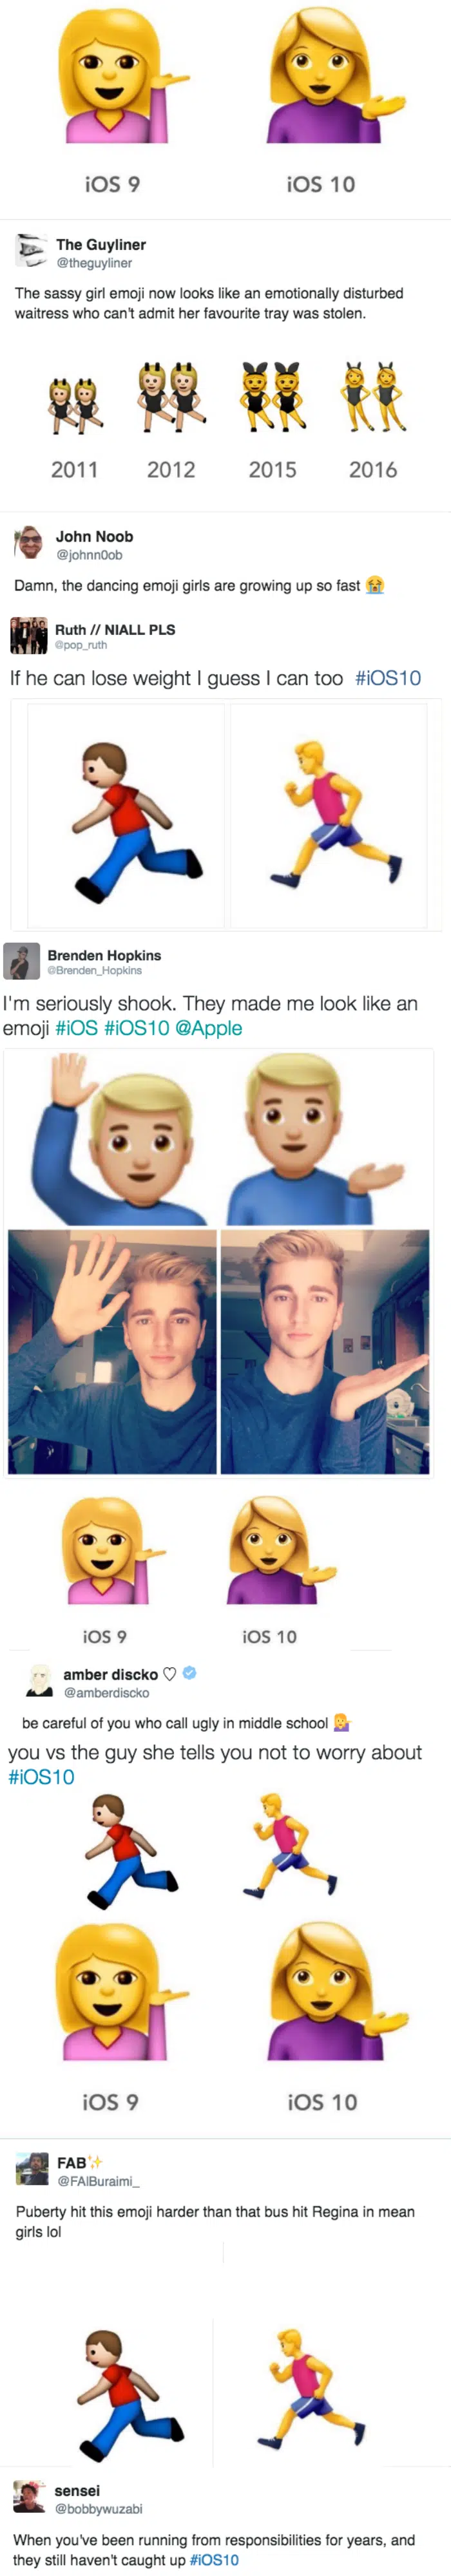 iOS 9 iOS 10
The Guyliner
@theguyliner
The sassy girl emoji now looks like an emotionally disturbed
waitress who can't admit her favourite tray was stolen.
2011 2012 2015 2016
John Noob
@johnn0ob
Damn, the dancing emoji girls are growing up so fast 😭
Ruth // NIALL PLS
@pop_ruth
If he can lose weight I guess I can too #iOS10
Brenden Hopkins
@Brenden_Hopkins
I'm seriously shook. They made me look like an
emoji #iOS #iOS10 @Apple
iOS 9 iOS 10
amber discko ♡
@amberdiscko
be careful of you who call ugly in middle school 💁
you vs the guy she tells you not to worry about
#iOS10
iOS 9 iOS 10
FAB✨
@FAlBuraimi_
Puberty hit this emoji harder than that bus hit Regina in mean
girls lol
sensei
@bobbywuzabi
When you've been running from responsibilities for years, and
they still haven't caught up #iOS10